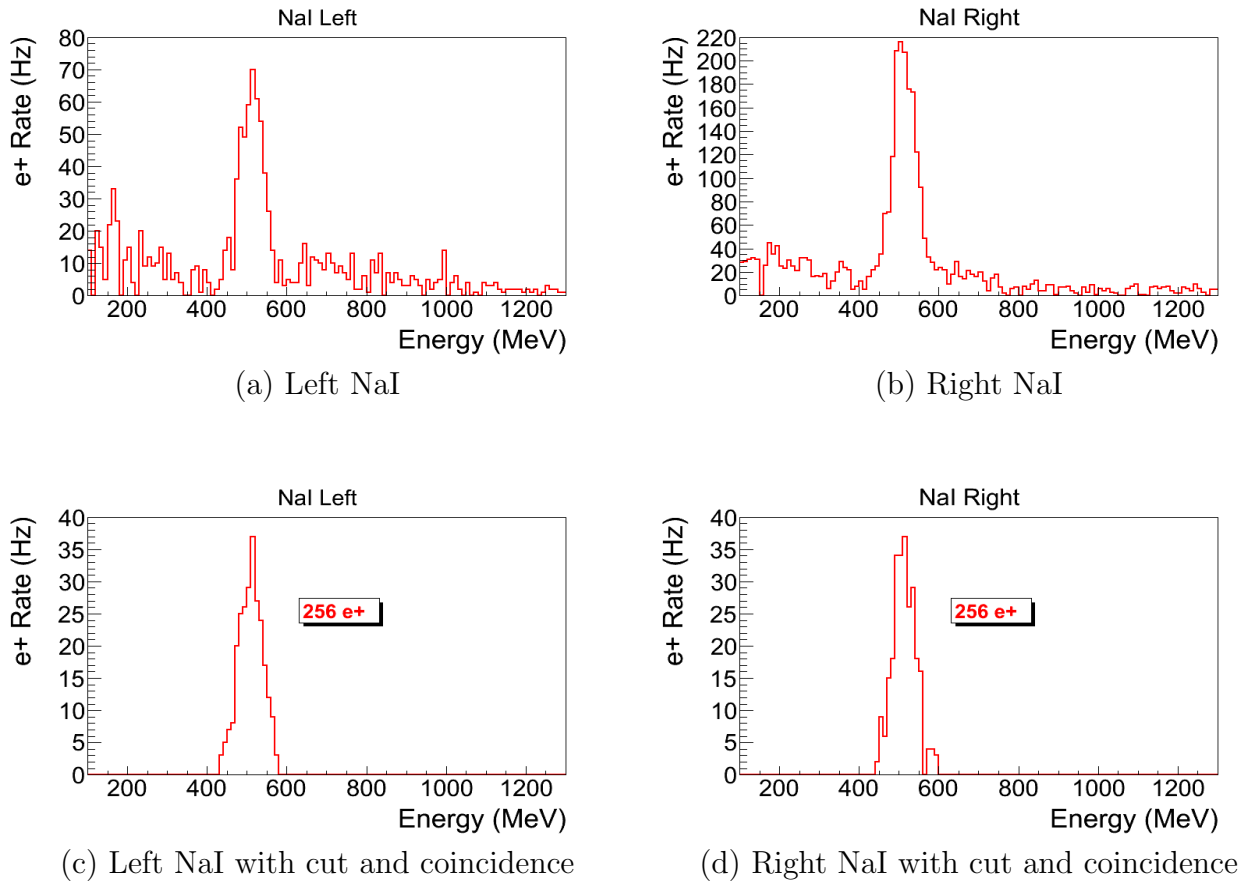 NaI Left
e+ Rate (Hz)
80
70
60
50
40
30
20
10
0
200 400 600 800 1000 1200
Energy (MeV)
(a) Left NaI
NaI Right
e+ Rate (Hz)
220
200
180
160
140
120
100
80
60
40
20
0
200 400 600 800 1000 1200
Energy (MeV)
(b) Right NaI
NaI Left
e+ Rate (Hz)
40
35
30
25
20
15
10
5
0
256 e+
200 400 600 800 1000 1200
Energy (MeV)
(c) Left NaI with cut and coincidence
NaI Right
e+ Rate (Hz)
40
35
30
25
20
15
10
5
0
256 e+
200 400 600 800 1000 1200
Energy (MeV)
(d) Right NaI with cut and coincidence